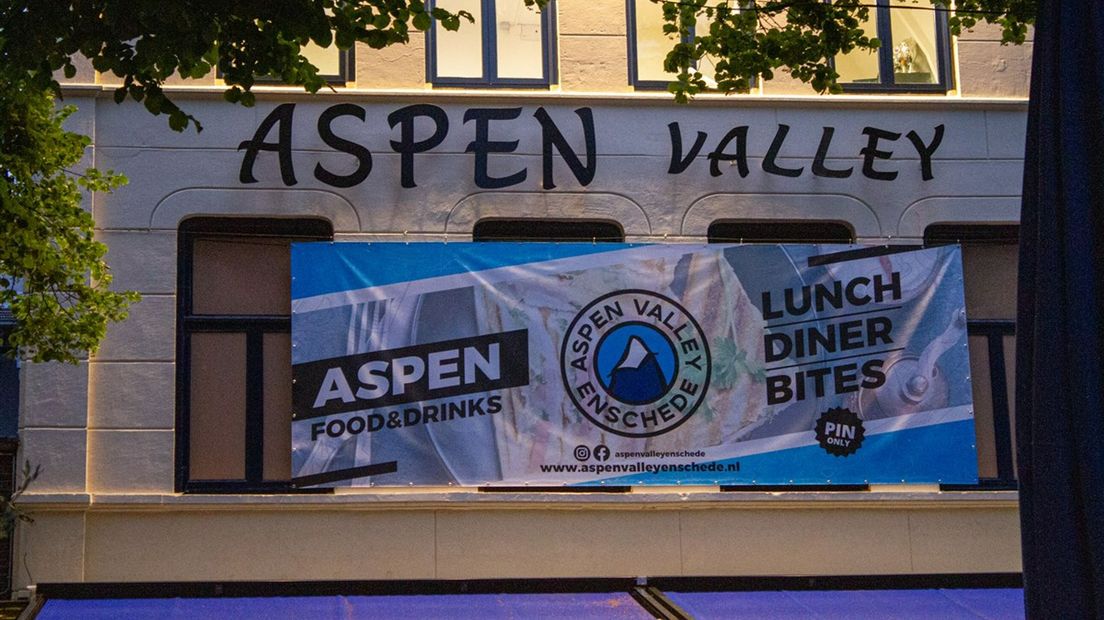 ASPEN VALLEY
ASPEN
FOOD&DRINKS
ASPEN VALLEY
ENSCHEDE
aspenvalleyenschede
www.aspenvalleyenschede.nl
LUNCH
DINER
BITES
PIN
ONLY